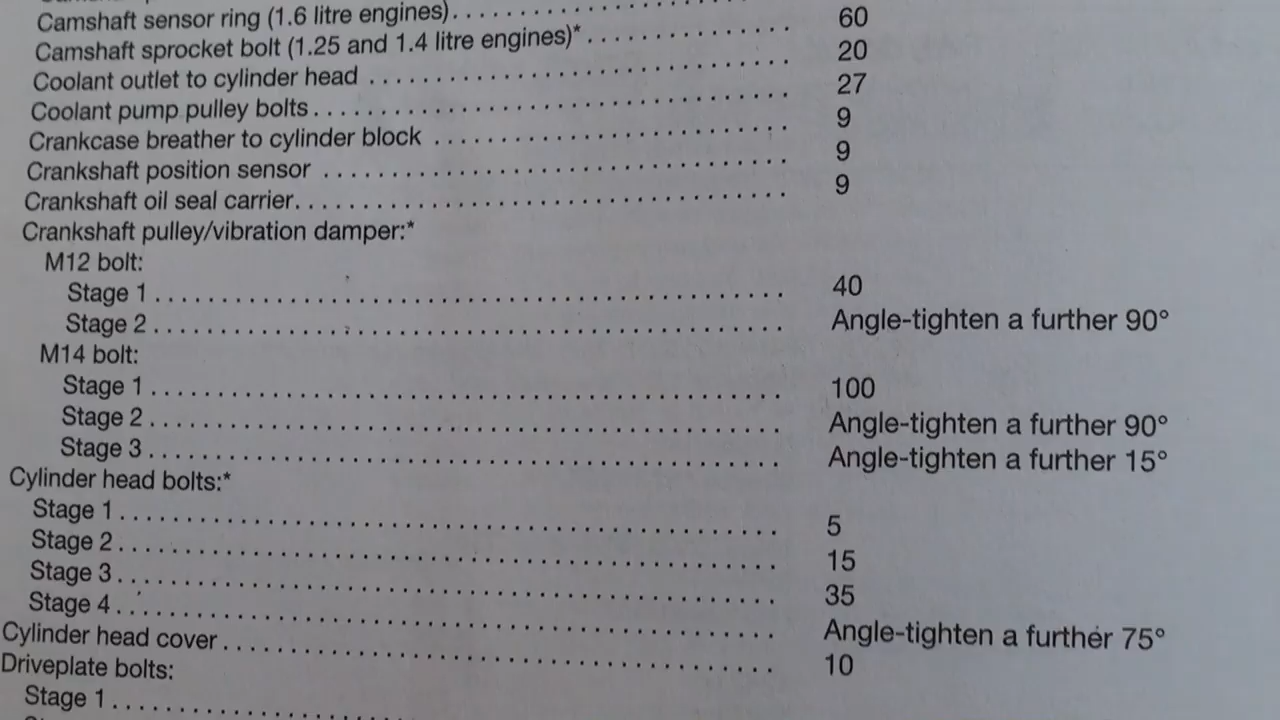 Camshaft sensor ring (1.6 litre engines)..........
Camshaft sprocket bolt (1.25 and 1.4 litre engines)*.......... 60
Coolant outlet to cylinder head .......... 20
Coolant pump pulley bolts.......... 27
Crankcase breather to cylinder block .......... 9
Crankshaft position sensor .......... 9
Crankshaft oil seal carrier.......... 9
Crankshaft pulley/vibration damper:*
M12 bolt:
Stage 1.......... 40
Stage 2.......... Angle-tighten a further 90°
M14 bolt:
Stage 1.......... 100
Stage 2.......... Angle-tighten a further 90°
Stage 3.......... Angle-tighten a further 15°
Cylinder head bolts:*
Stage 1.......... 5
Stage 2.......... 15
Stage 3.......... 35
Stage 4.......... Angle-tighten a further 75°
Cylinder head cover.......... 10
Driveplate bolts:
Stage 1..........